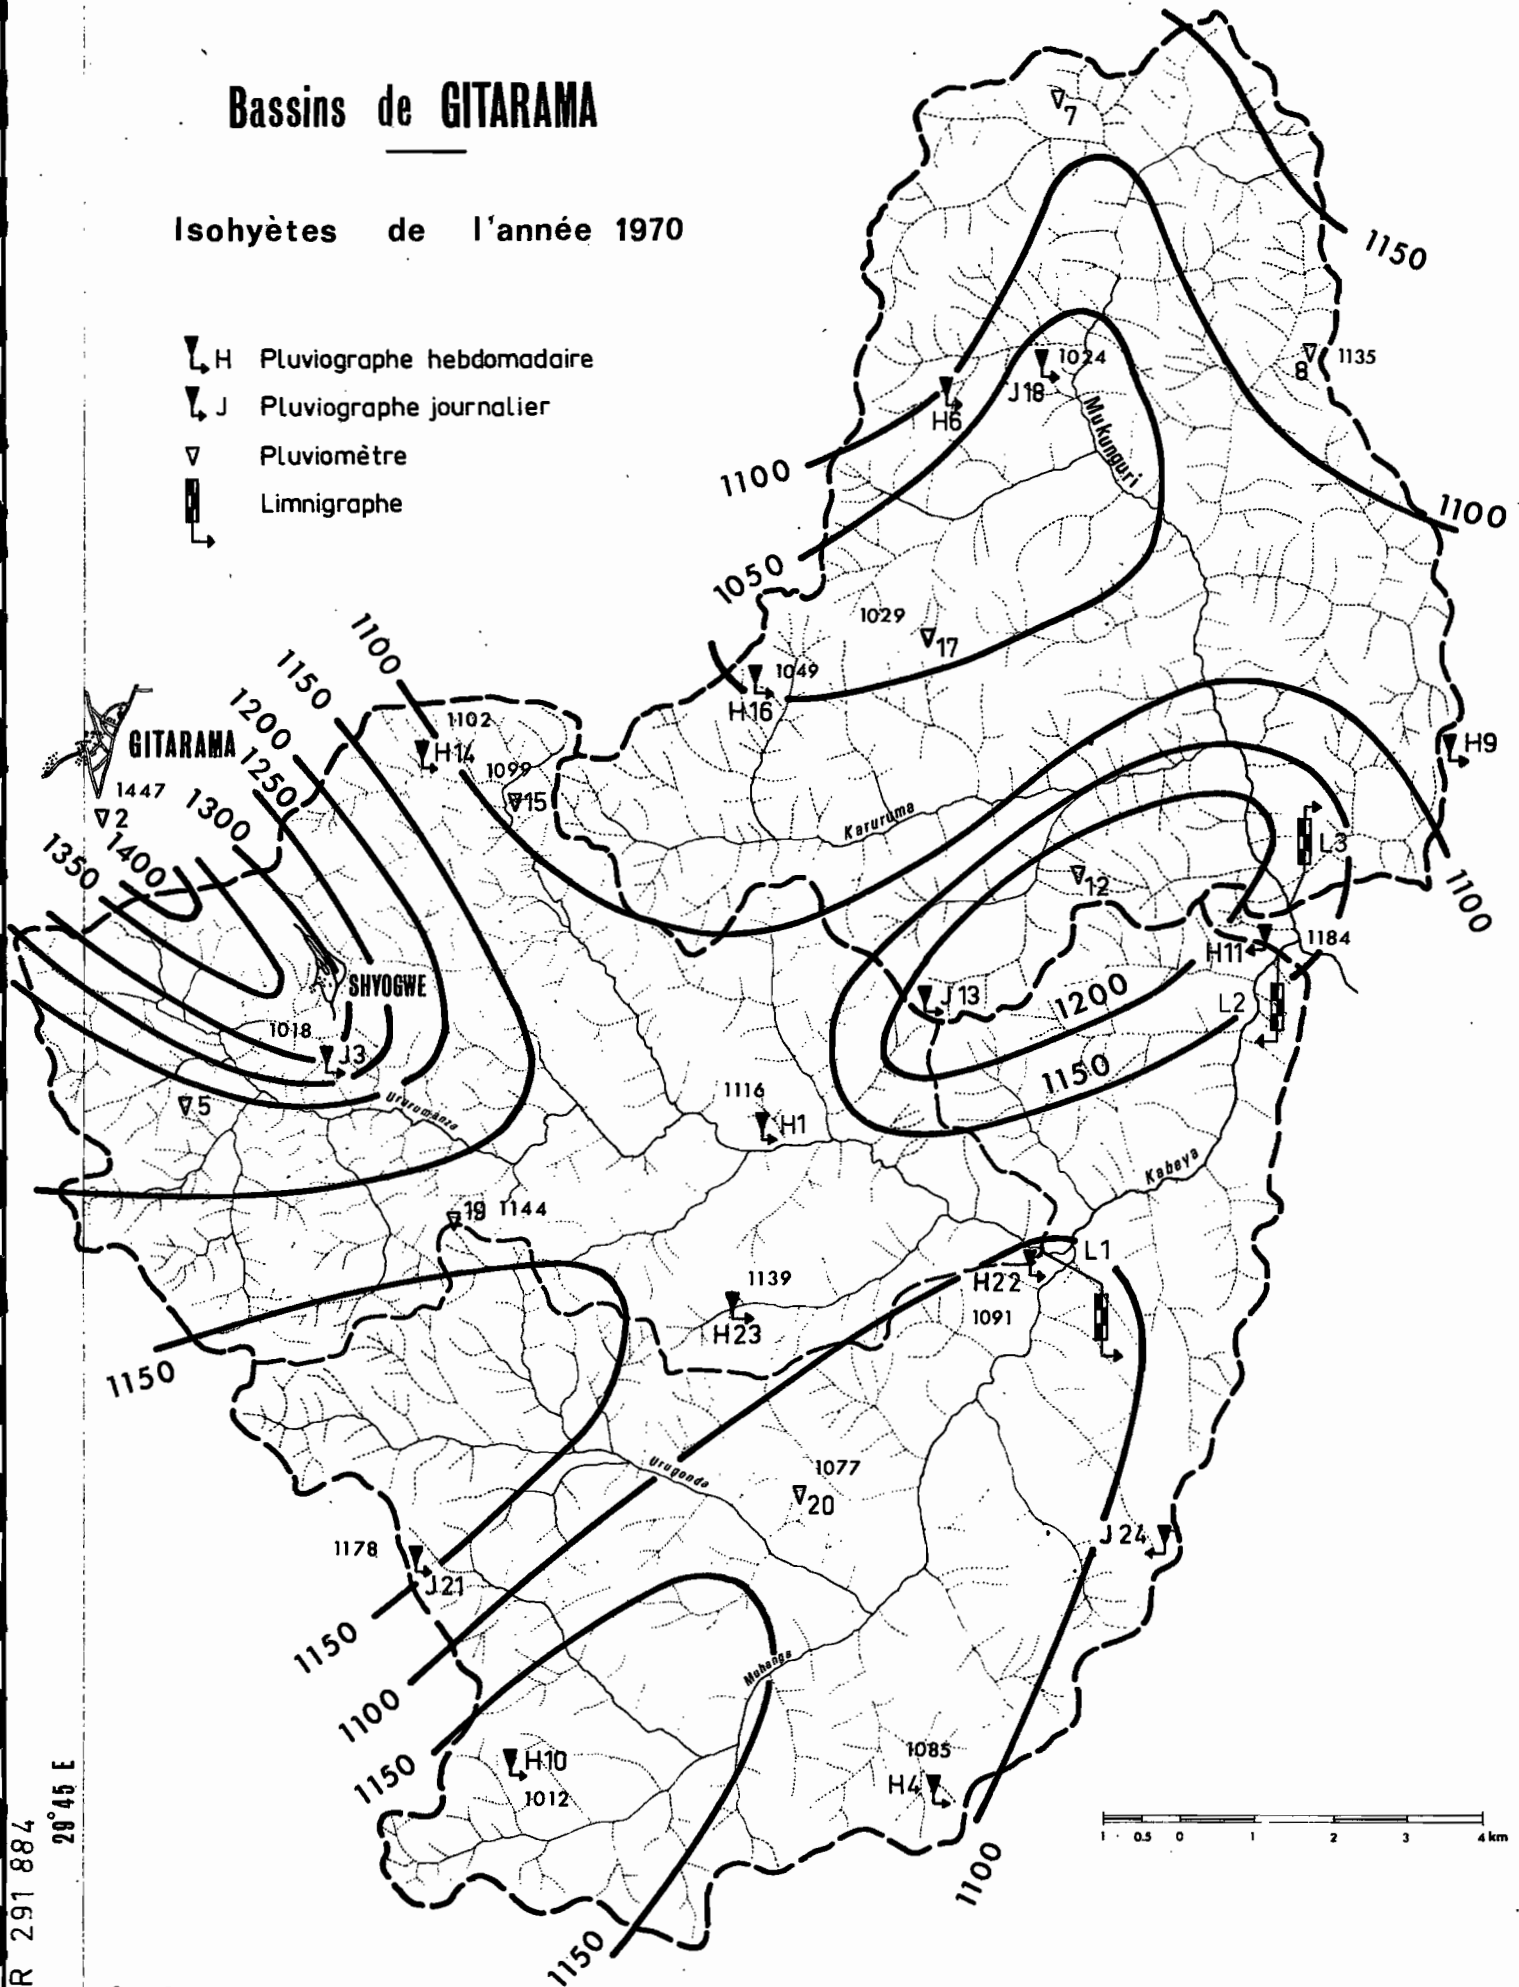 Bassins de GITARAMA
Isohyètes de l'année 1970
H Pluviographe hebdomadaire
J Pluviographe journalier
Pluviomètre
Limnigraphe
7
1150
1024
J18
8
1135
H6
Mukunguri
1100
1100
1050
1029
17
1049
H16
1100
1150
1200
1250
1300
1400
1350
GITARAMA
1447
2
1102
H14
1099
15
H9
Karuruma
L3
12
1100
H11
1184
SHYOGWE
J13
1200
L2
1018
J3
1150
5
Ururumanza
1116
H1
Kabeya
19
1144
L1
H22
1139
H23
1091
1150
Urugonda
1077
20
J24
1178
J21
1150
1100
Muhanga
1150
H10
1012
1085
H4
1100
1150
1 0.5 0 1 2 3 4 km
29°45 E
R 291 884